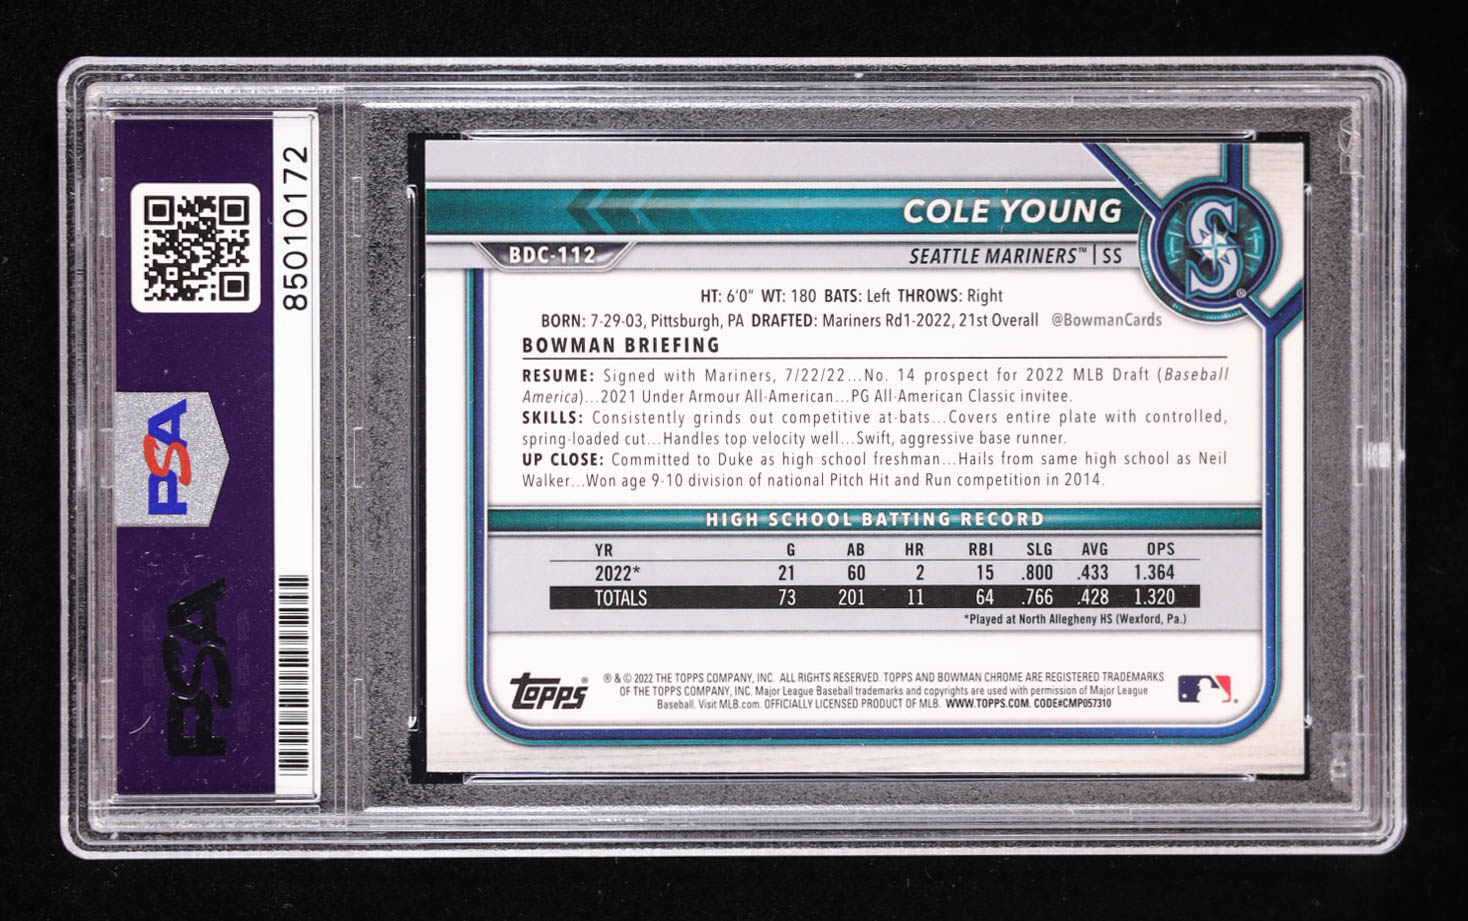 85010172
PSA
PSA
COLE YOUNG
BDC-112
SEATTLE MARINERS™ | SS
S
®
HT: 6'0" WT: 180 BATS: Left THROWS: Right
BORN: 7-29-03, Pittsburgh, PA DRAFTED: Mariners Rd1-2022, 21st Overall @BowmanCards
BOWMAN BRIEFING
RESUME: Signed with Mariners, 7/22/22...No. 14 prospect for 2022 MLB Draft (Baseball
America)...2021 Under Armour All-American...PG All-American Classic invitee.
SKILLS: Consistently grinds out competitive at-bats...Covers entire plate with controlled,
spring-loaded cut...Handles top velocity well...Swift, aggressive base runner.
UP CLOSE: Committed to Duke as high school freshman...Hails from same high school as Neil
Walker...Won age 9-10 division of national Pitch Hit and Run competition in 2014.
HIGH SCHOOL BATTING RECORD
YR G AB HR RBI SLG AVG OPS
2022* 21 60 2 15 .800 .433 1.364
TOTALS 73 201 11 64 .766 .428 1.320
*Played at North Allegheny HS (Wexford, Pa.)
Topps®
® & © 2022 THE TOPPS COMPANY, INC. ALL RIGHTS RESERVED. TOPPS AND BOWMAN CHROME ARE REGISTERED TRADEMARKS
OF THE TOPPS COMPANY, INC. Major League Baseball trademarks and copyrights are used with permission of Major League
Baseball. Visit MLB.com. OFFICIALLY LICENSED PRODUCT OF MLB. WWW.TOPPS.COM. CODE#CMP057310